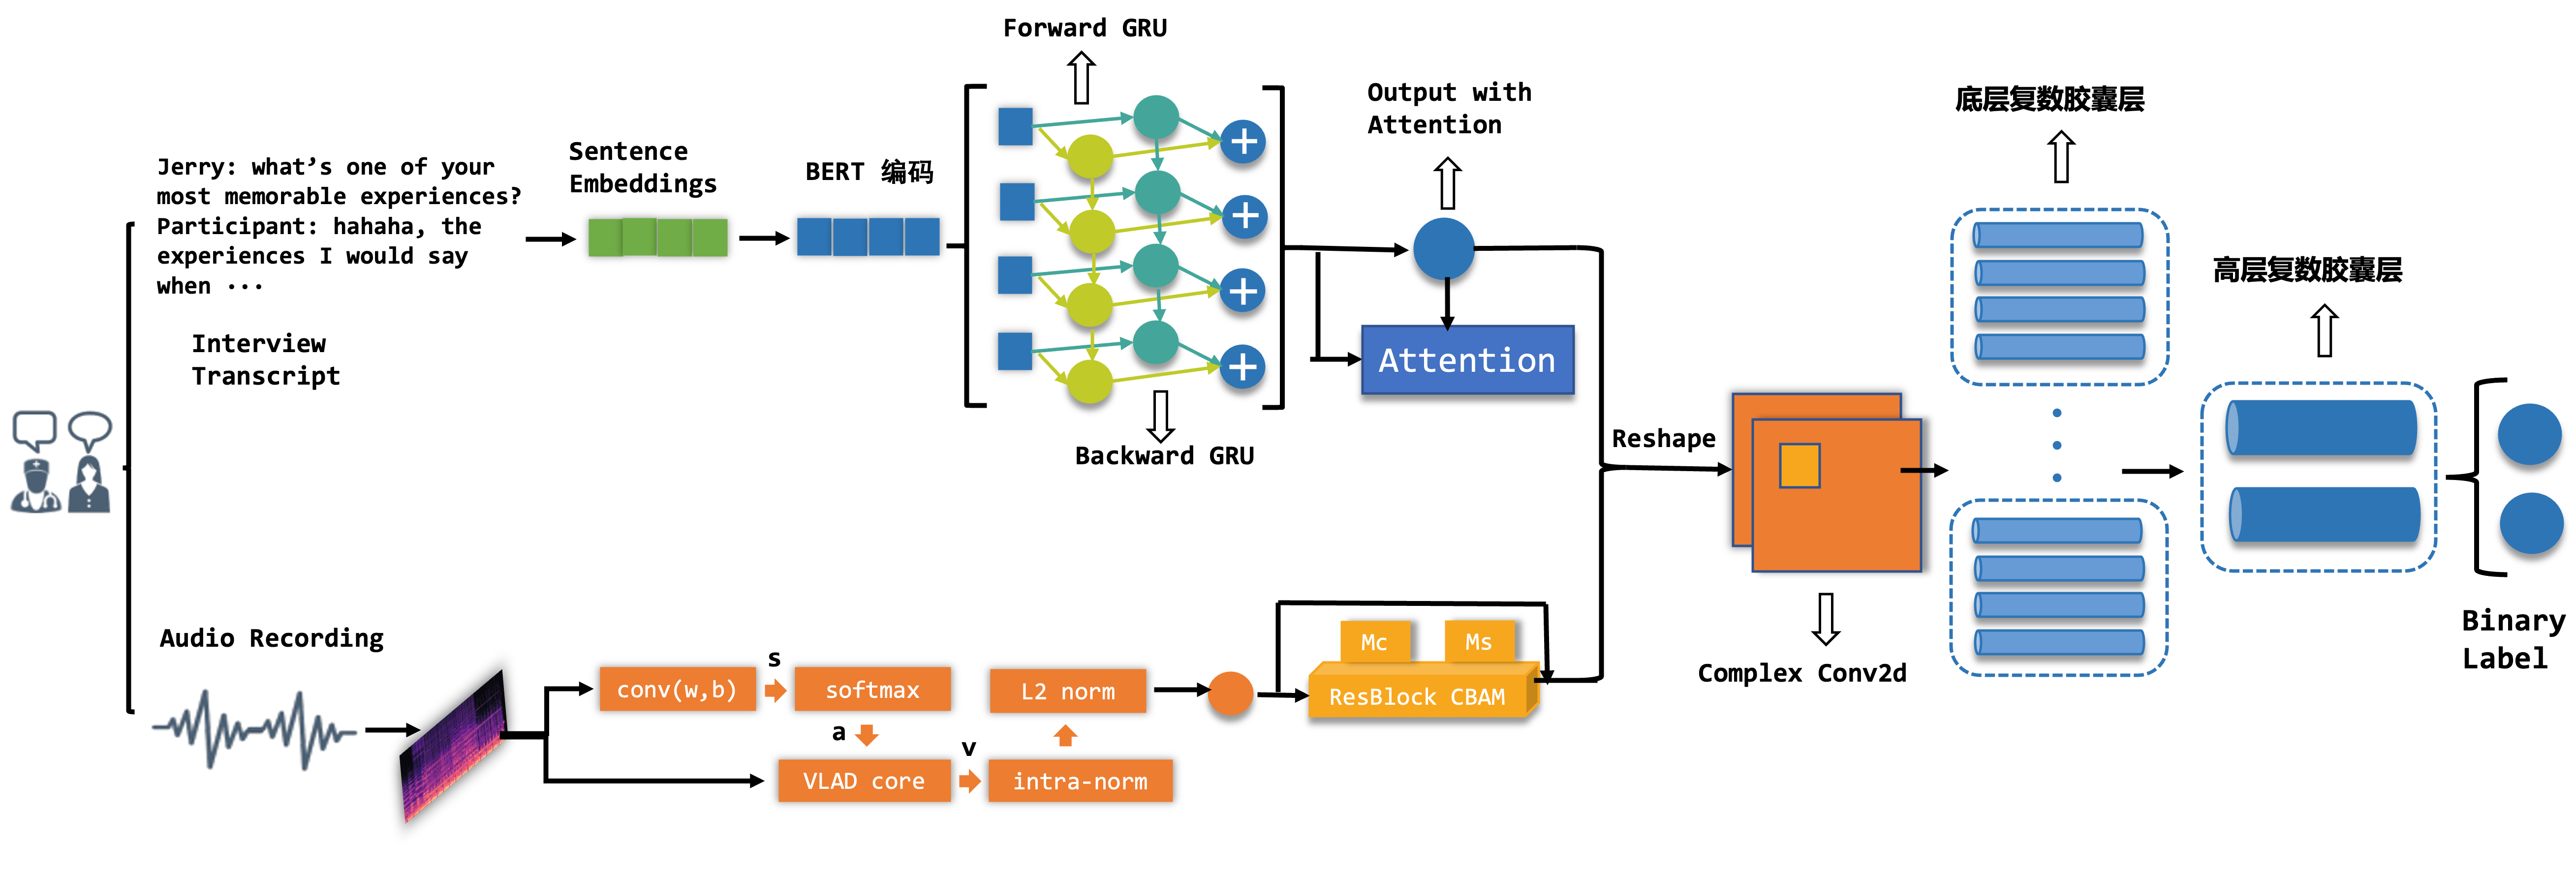 Forward GRU
Output with
Attention
底层复数胶囊层
Jerry: what's one of your
most memorable experiences?
Participant: hahaha, the
experiences I would say
when ···
Sentence
Embeddings
BERT 编码
高层复数胶囊层
Interview
Transcript
Attention
Backward GRU
Reshape
Audio Recording
conv(w,b)
s
softmax
L2 norm
a
VLAD core
v
intra-norm
Mc
Ms
ResBlock CBAM
Complex Conv2d
Binary
Label